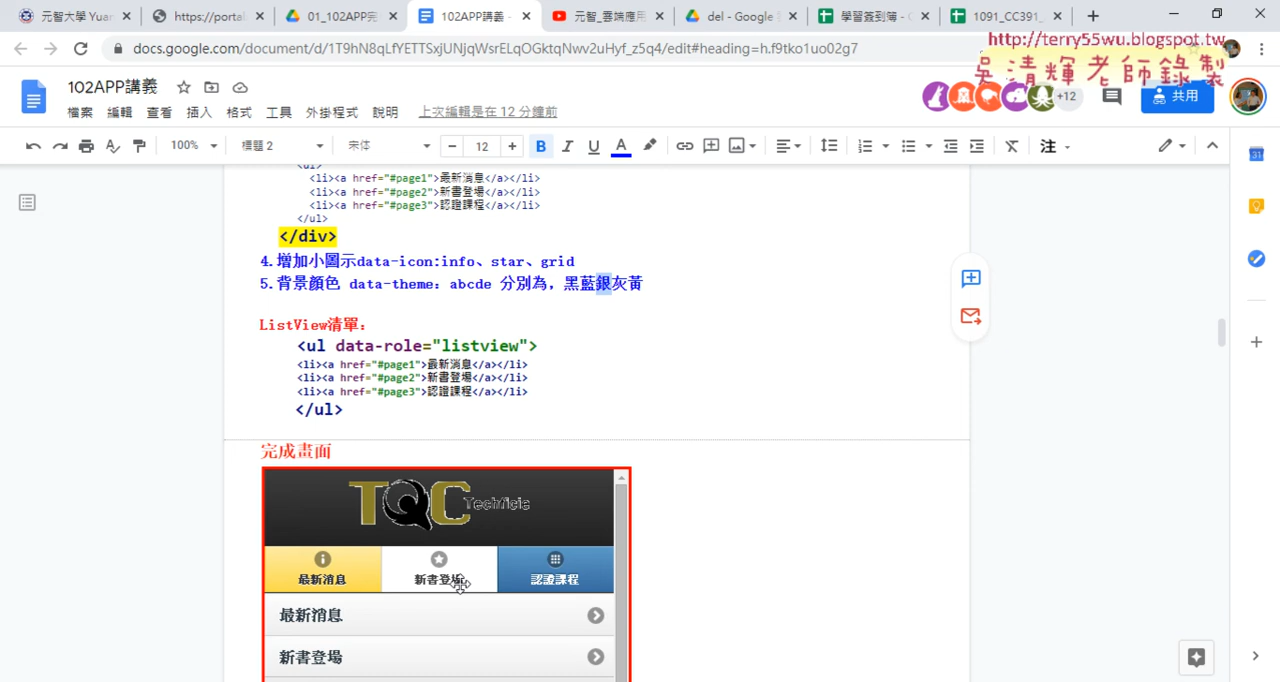 元智大學 Yuan
https://portal
01_102APP完
102APP講義 -
元智_雲端應用
del - Google
學習簽到簿 -
1091_CC391_
docs.google.com/document/d/1T9hN8qLfYETTSxjUNJqWsrELqOGktqNwv2uHyf_z5q4/edit#heading=h.f9tko1uo02g7
http://terry55wu.blogspot.tw
吳清輝老師錄製
102APP講義
檔案 編輯 查看 插入 格式 工具 外掛程式 說明 上次編輯是在 12 分鐘前
+12
共用
100% 標題 2 宋体 12 B I U A 注
<ul>
<li><a href="#page1">最新消息</a></li>
<li><a href="#page2">新書登場</a></li>
<li><a href="#page3">認證課程</a></li>
</ul>
</div>
4.增加小圖示data-icon:info、star、grid
5.背景顏色 data-theme: abcde 分別為，黑藍銀灰黃
ListView清單:
<ul data-role="listview">
<li><a href="#page1">最新消息</a></li>
<li><a href="#page2">新書登場</a></li>
<li><a href="#page3">認證課程</a></li>
</ul>
完成畫面
TQC Techficie
最新消息 新書登場 認證課程
最新消息
新書登場
31